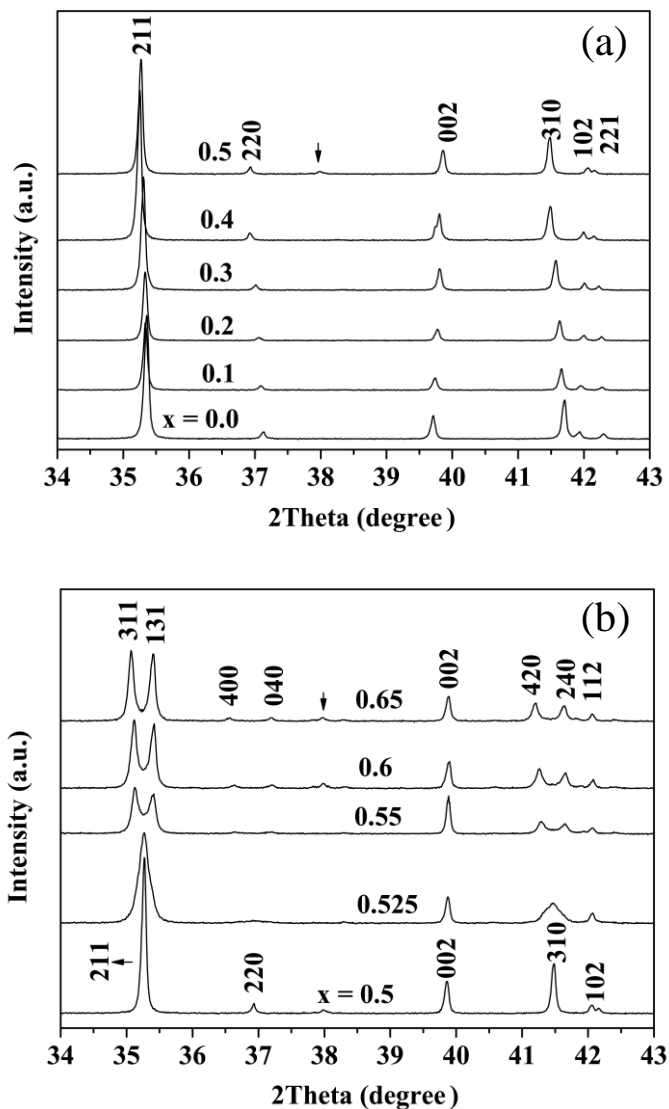 (a)
211
220
002
310
102
221
0.5
0.4
0.3
0.2
0.1
x = 0.0
Intensity (a.u.)
34 35 36 37 38 39 40 41 42 43
2Theta (degree)
(b)
311
131
400
040
002
420
240
112
0.65
0.6
0.55
0.525
x = 0.5
211
220
002
310
102
Intensity (a.u.)
34 35 36 37 38 39 40 41 42 43
2Theta (degree)